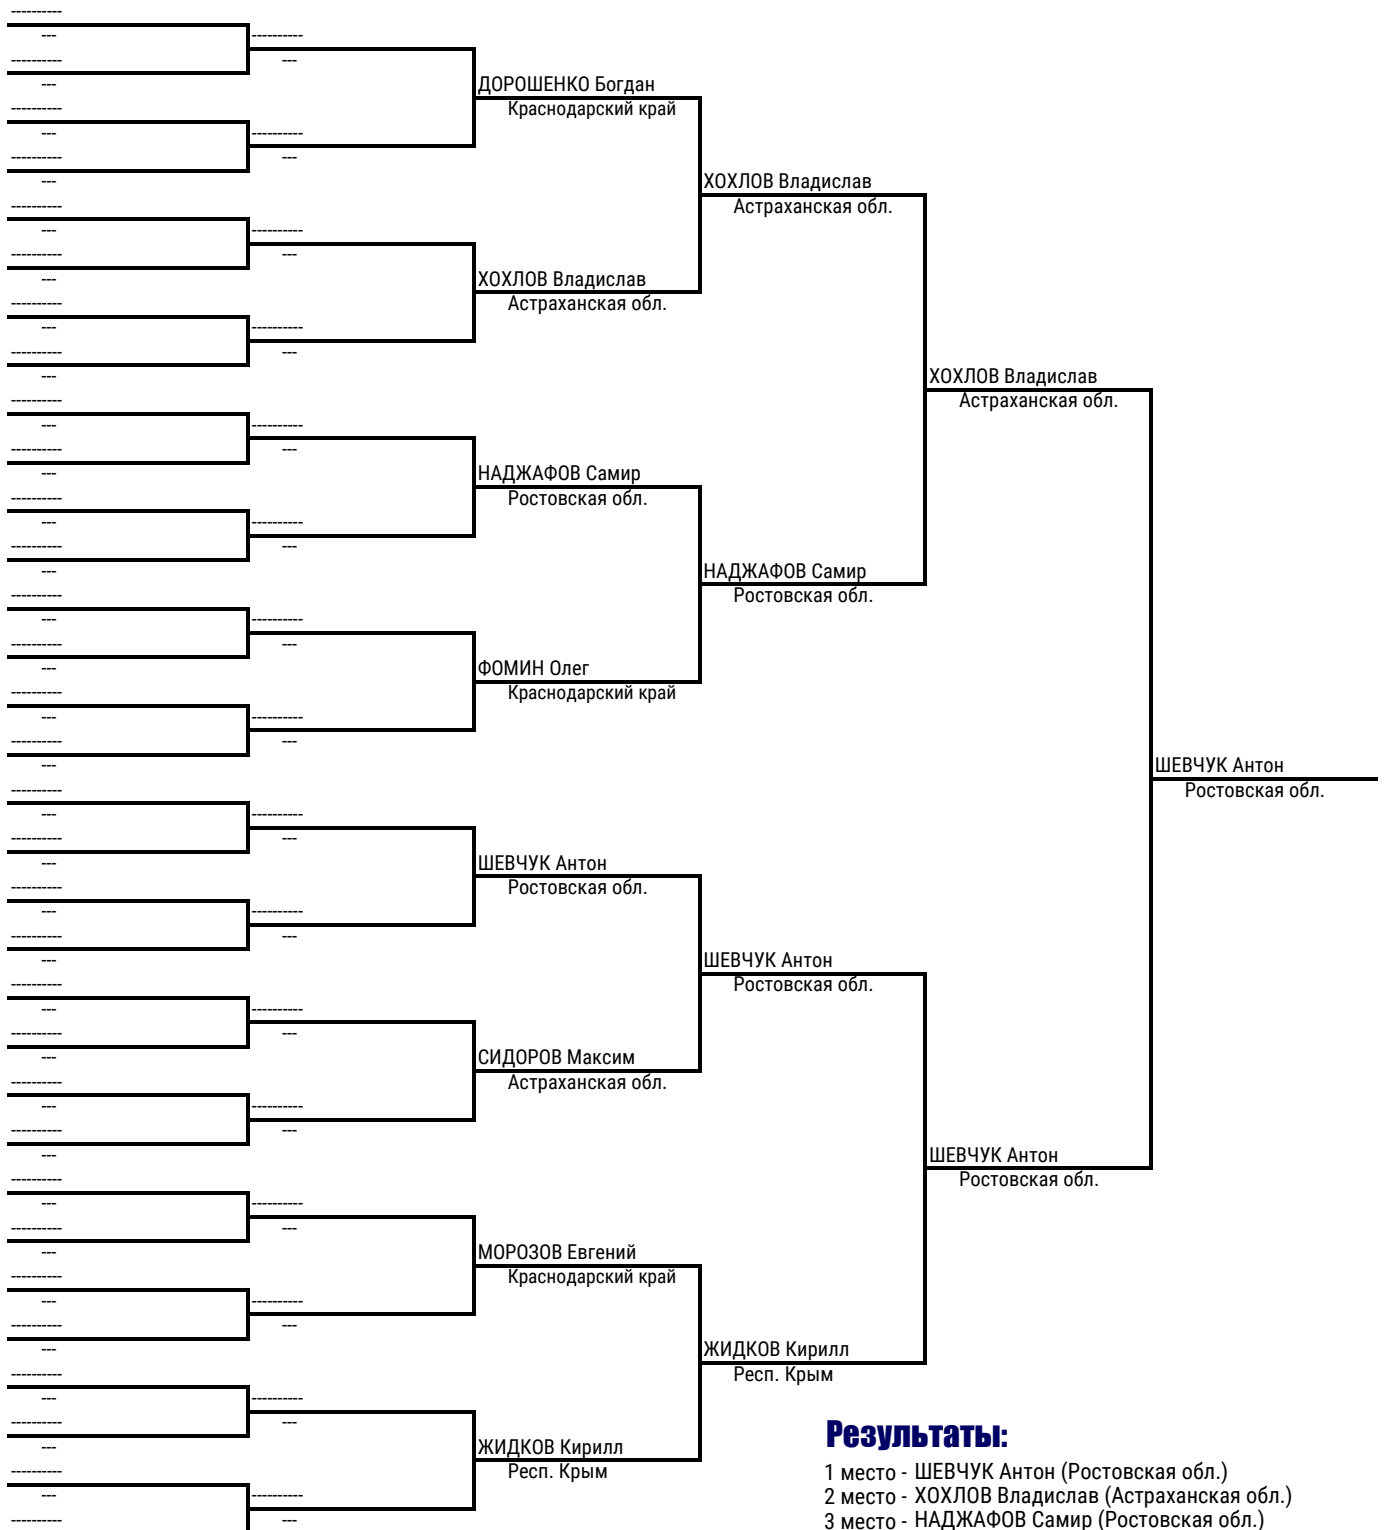 ДОРОШЕНКО Богдан
Краснодарский край
ХОХЛОВ Владислав
Астраханская обл.
ХОХЛОВ Владислав
Астраханская обл.
ХОХЛОВ Владислав
Астраханская обл.
НАДЖАФОВ Самир
Ростовская обл.
НАДЖАФОВ Самир
Ростовская обл.
ФОМИН Олег
Краснодарский край
ШЕВЧУК Антон
Ростовская обл.
ШЕВЧУК Антон
Ростовская обл.
ШЕВЧУК Антон
Ростовская обл.
СИДОРОВ Максим
Астраханская обл.
ШЕВЧУК Антон
Ростовская обл.
МОРОЗОВ Евгений
Краснодарский край
ЖИДКОВ Кирилл
Респ. Крым
ЖИДКОВ Кирилл
Респ. Крым
Результаты:
1 место - ШЕВЧУК Антон (Ростовская обл.)
2 место - ХОХЛОВ Владислав (Астраханская обл.)
3 место - НАДЖАФОВ Самир (Ростовская обл.)